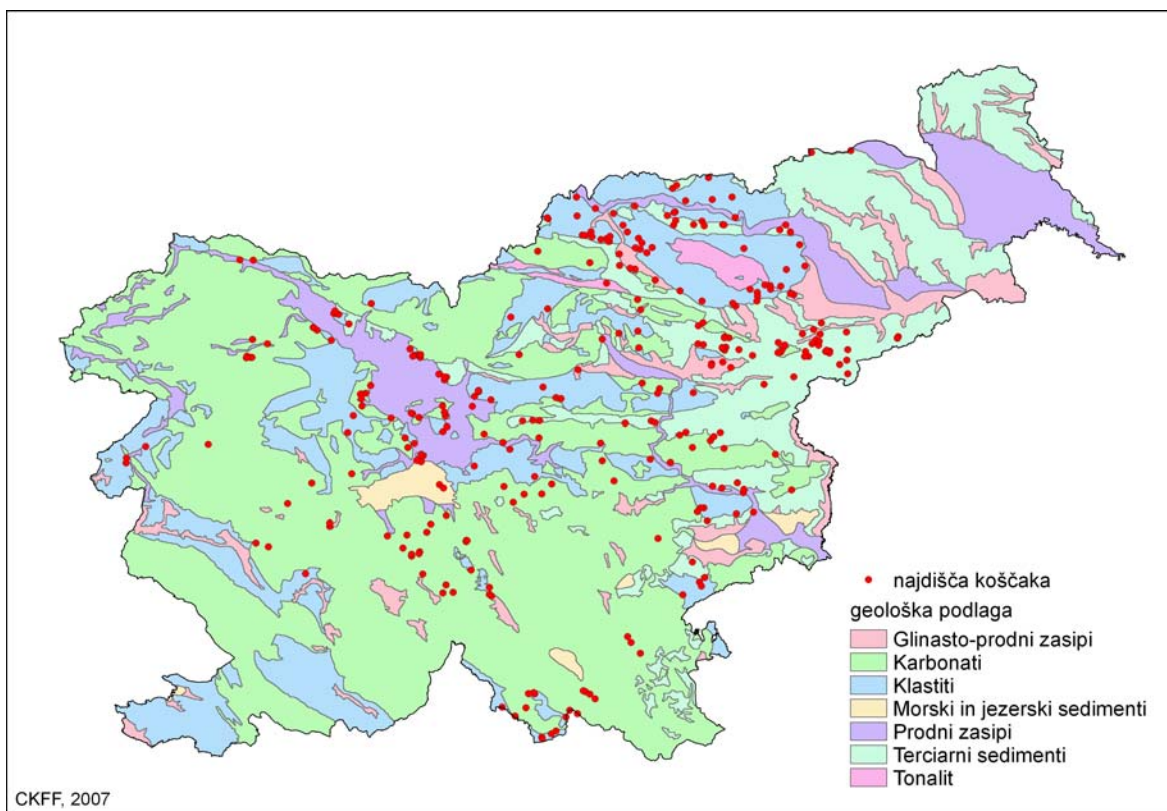 najdišča koščaka
geološka podlaga
Glinasto-prodni zasipi
Karbonati
Klastiti
Morski in jezerski sedimenti
Prodni zasipi
Terciarni sedimenti
Tonalit
CKFF, 2007